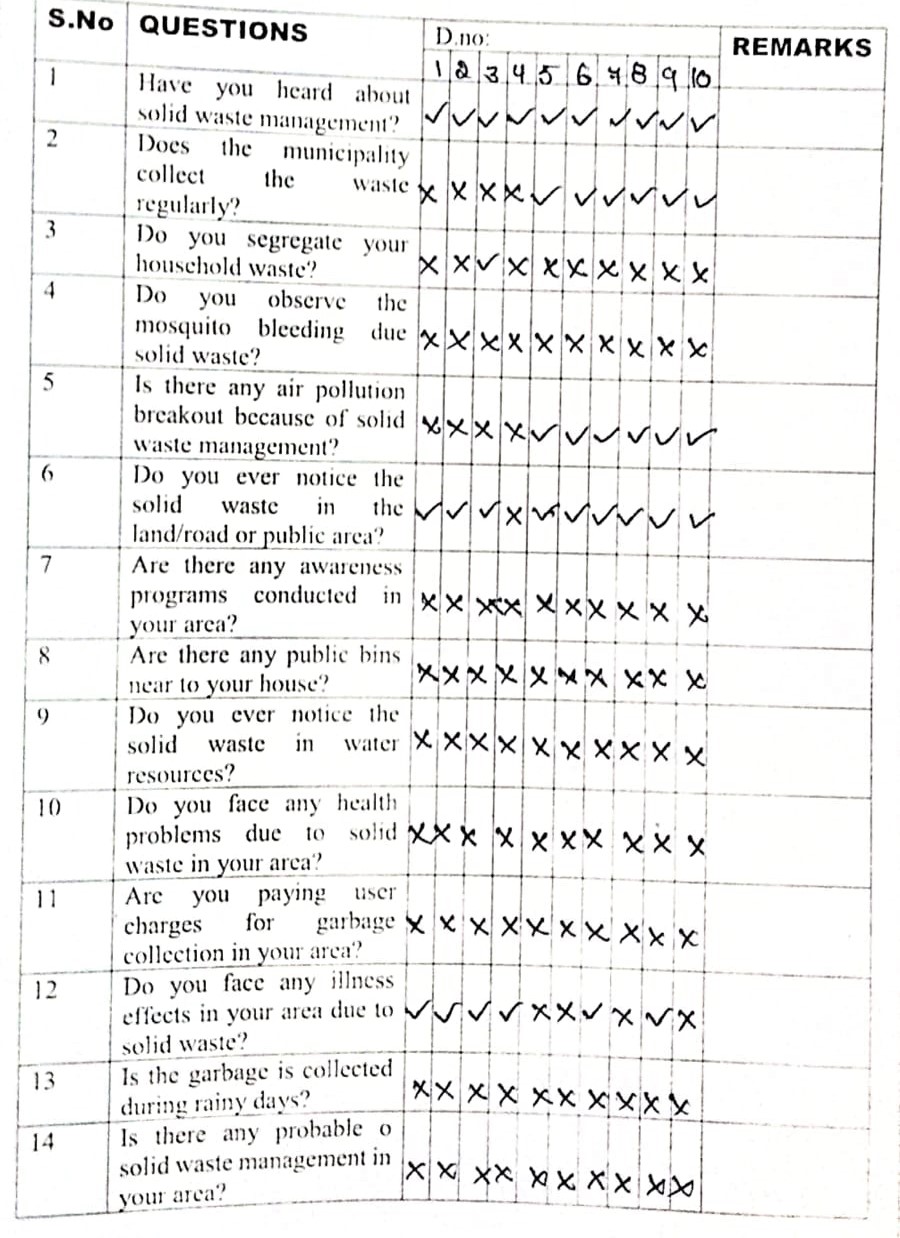 S.No QUESTIONS D.no: REMARKS
1 2 3 4 5 6 7 8 9 10
1 Have you heard about
solid waste management? ✓ ✓ ✓ ✓ ✓ ✓ ✓ ✓ ✓ ✓
2 Does the municipality
collect the waste
regularly? x x x x ✓ ✓ ✓ ✓ ✓ ✓
3 Do you segregate your
household waste? x x ✓ x x x x x x x
4 Do you observe the
mosquito bleeding due
solid waste? x x x x x x x x x x
5 Is there any air pollution
breakout because of solid
waste management? x x x x ✓ ✓ ✓ ✓ ✓ ✓
6 Do you ever notice the
solid waste in the
land/road or public area? ✓ ✓ ✓ x ✓ ✓ ✓ ✓ ✓ ✓
7 Are there any awareness
programs conducted in
your area? x x x x x x x x x x
8 Are there any public bins
near to your house? x x x x x x x x x x
9 Do you ever notice the
solid waste in water
resources? x x x x x x x x x x
10 Do you face any health
problems due to solid
waste in your area? x x x x x x x x x x
11 Are you paying user
charges for garbage
collection in your area? x x x x x x x x x x
12 Do you face any illness
effects in your area due to
solid waste? ✓ ✓ ✓ ✓ x x ✓ x ✓ x
13 Is the garbage is collected
during rainy days? x x x x x x x x x x
14 Is there any probable o
solid waste management in
your area? x x x x x x x x x x